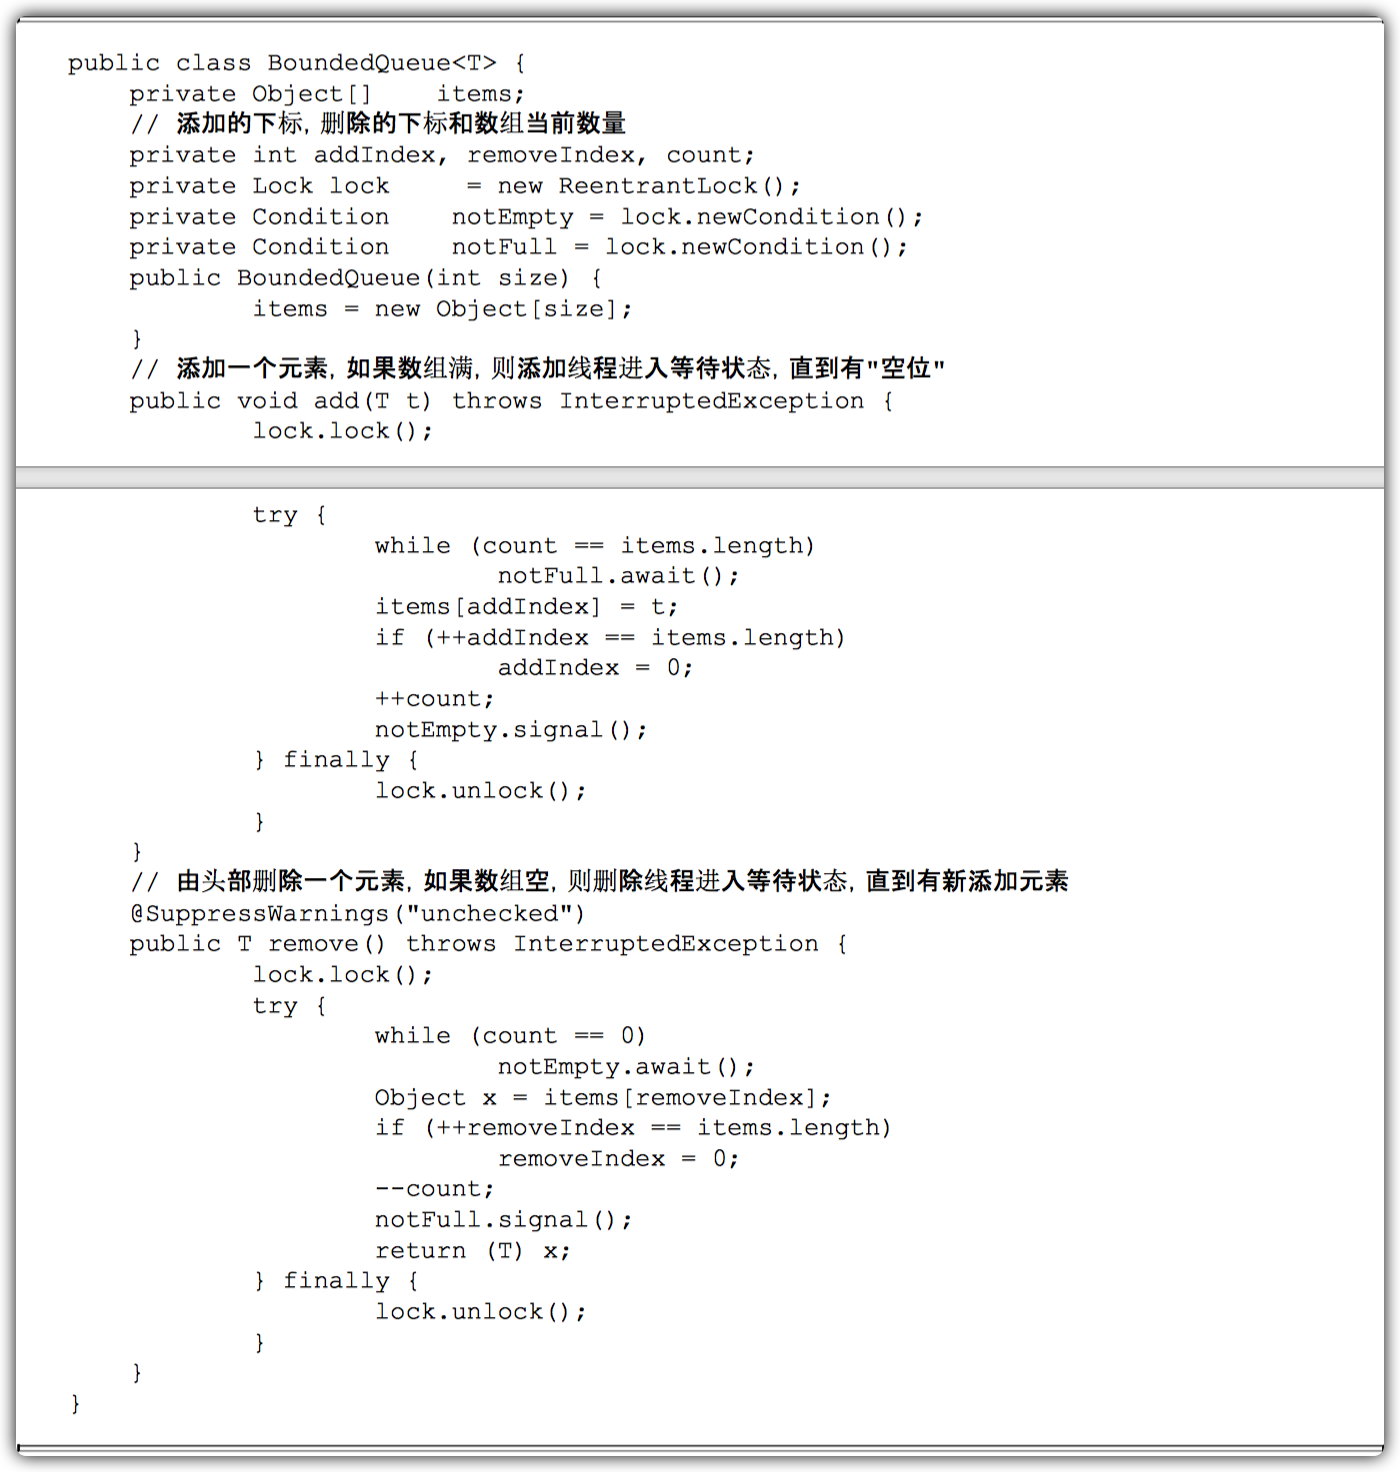 public class BoundedQueue<T> {
    private Object[]    items;
    // 添加的下标, 删除的下标和数组当前数量
    private int addIndex, removeIndex, count;
    private Lock lock     = new ReentrantLock();
    private Condition    notEmpty = lock.newCondition();
    private Condition    notFull = lock.newCondition();
    public BoundedQueue(int size) {
            items = new Object[size];
    }
    // 添加一个元素, 如果数组满, 则添加线程进入等待状态, 直到有"空位"
    public void add(T t) throws InterruptedException {
            lock.lock();
            try {
                    while (count == items.length)
                            notFull.await();
                    items[addIndex] = t;
                    if (++addIndex == items.length)
                            addIndex = 0;
                    ++count;
                    notEmpty.signal();
            } finally {
                    lock.unlock();
            }
    }
    // 由头部删除一个元素, 如果数组空, 则删除线程进入等待状态, 直到有新添加元素
    @SuppressWarnings("unchecked")
    public T remove() throws InterruptedException {
            lock.lock();
            try {
                    while (count == 0)
                            notEmpty.await();
                    Object x = items[removeIndex];
                    if (++removeIndex == items.length)
                            removeIndex = 0;
                    --count;
                    notFull.signal();
                    return (T) x;
            } finally {
                    lock.unlock();
            }
    }
}